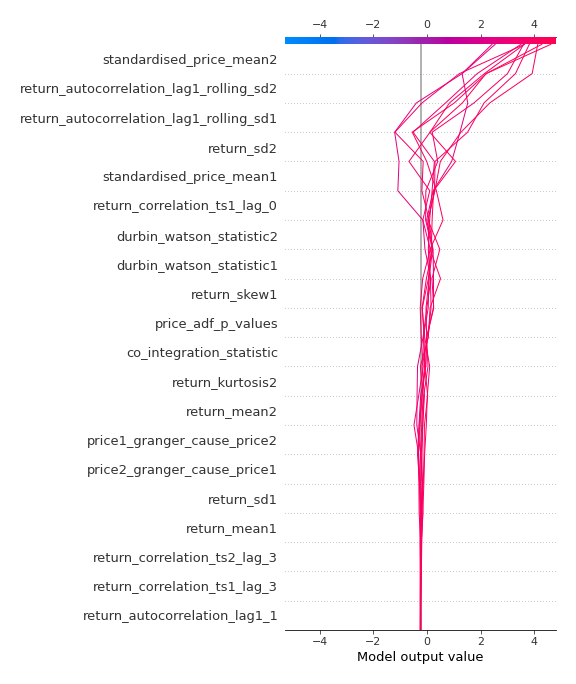 −4 −2 0 2 4
standardised_price_mean2
return_autocorrelation_lag1_rolling_sd2
return_autocorrelation_lag1_rolling_sd1
return_sd2
standardised_price_mean1
return_correlation_ts1_lag_0
durbin_watson_statistic2
durbin_watson_statistic1
return_skew1
price_adf_p_values
co_integration_statistic
return_kurtosis2
return_mean2
price1_granger_cause_price2
price2_granger_cause_price1
return_sd1
return_mean1
return_correlation_ts2_lag_3
return_correlation_ts1_lag_3
return_autocorrelation_lag1_1
−4 −2 0 2 4
Model output value